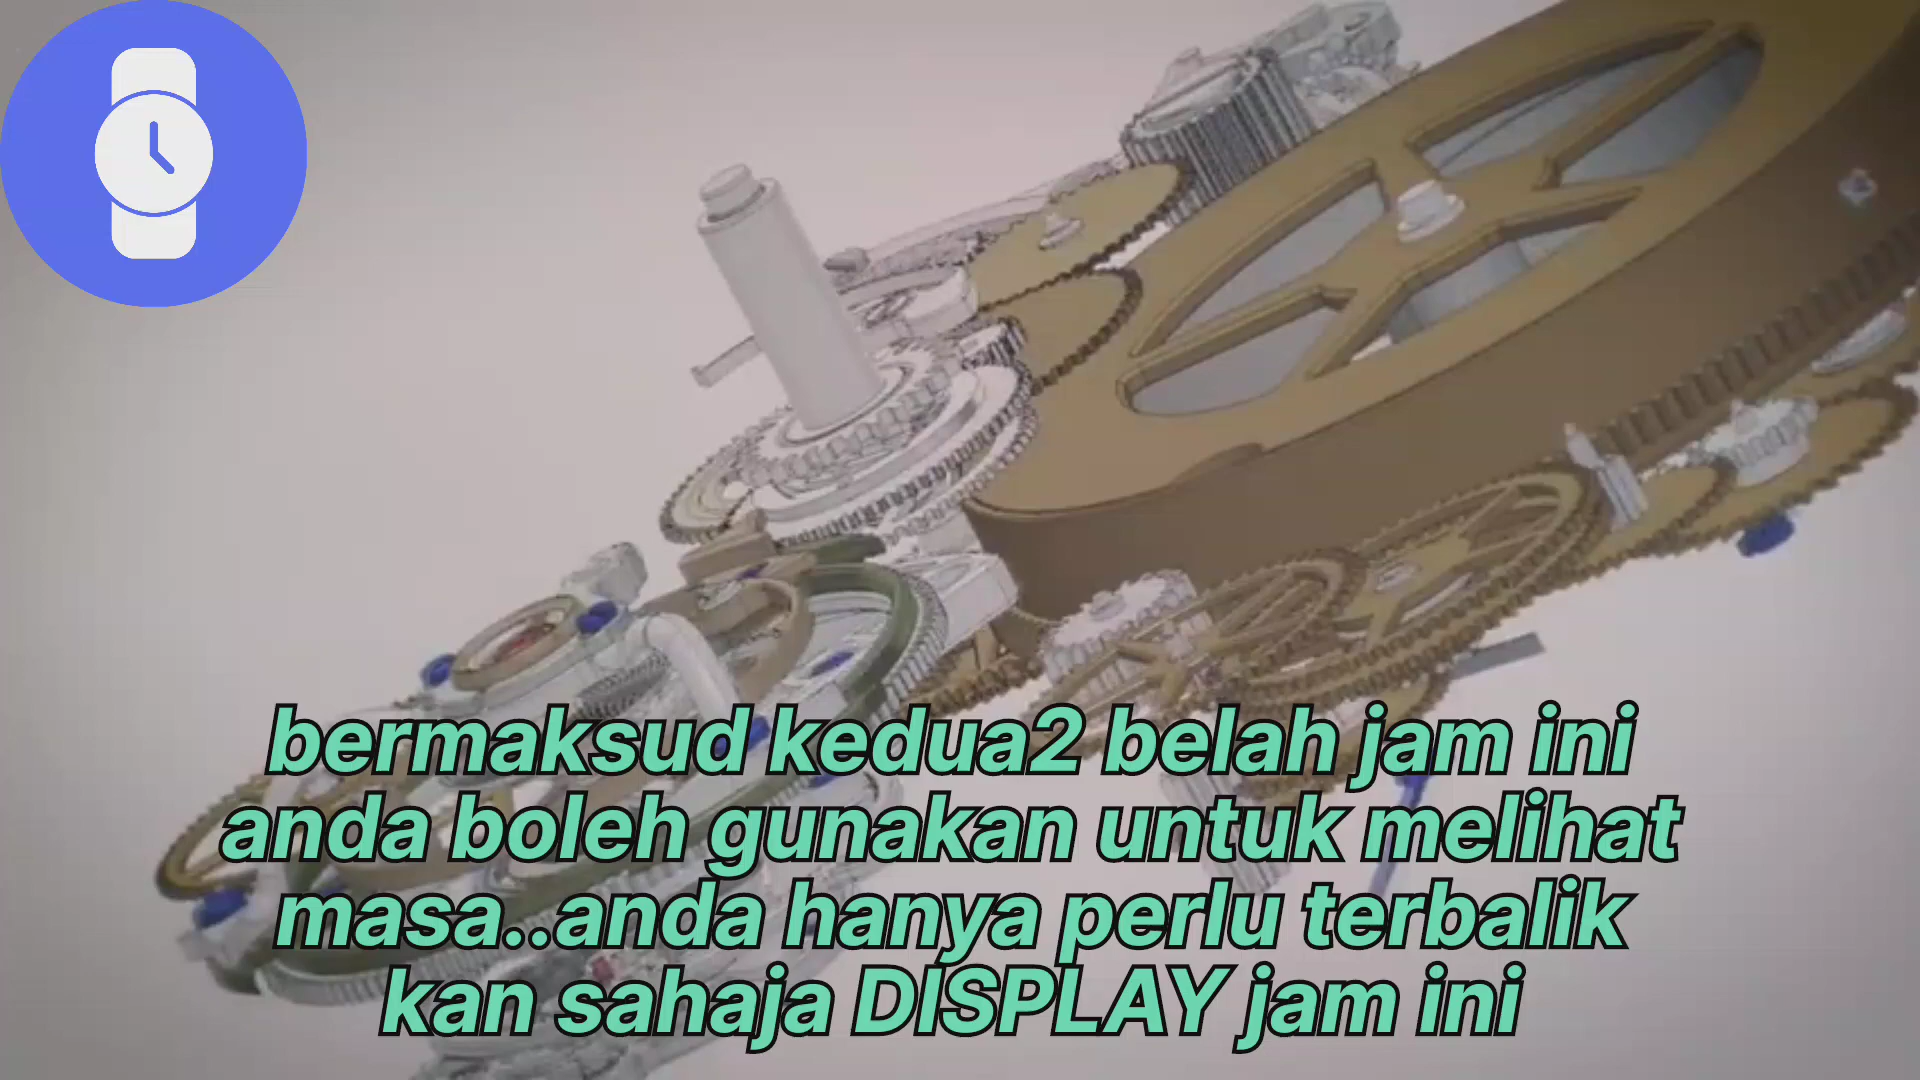 bermaksud kedua2 belah jam ini
anda boleh gunakan untuk melihat
masa..anda hanya perlu terbalik
kan sahaja DISPLAY jam ini